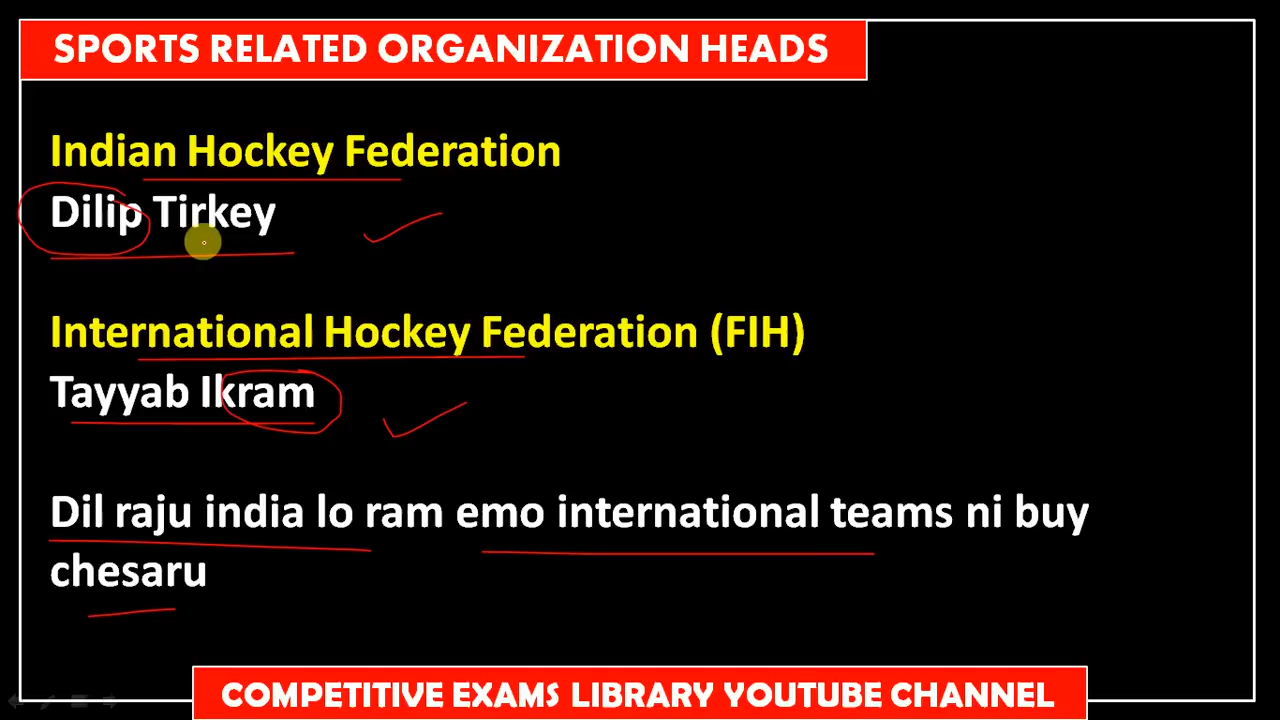 SPORTS RELATED ORGANIZATION HEADS
Indian Hockey Federation
Dilip Tirkey
International Hockey Federation (FIH)
Tayyab Ikram
Dil raju india lo ram emo international teams ni buy
chesaru
COMPETITIVE EXAMS LIBRARY YOUTUBE CHANNEL